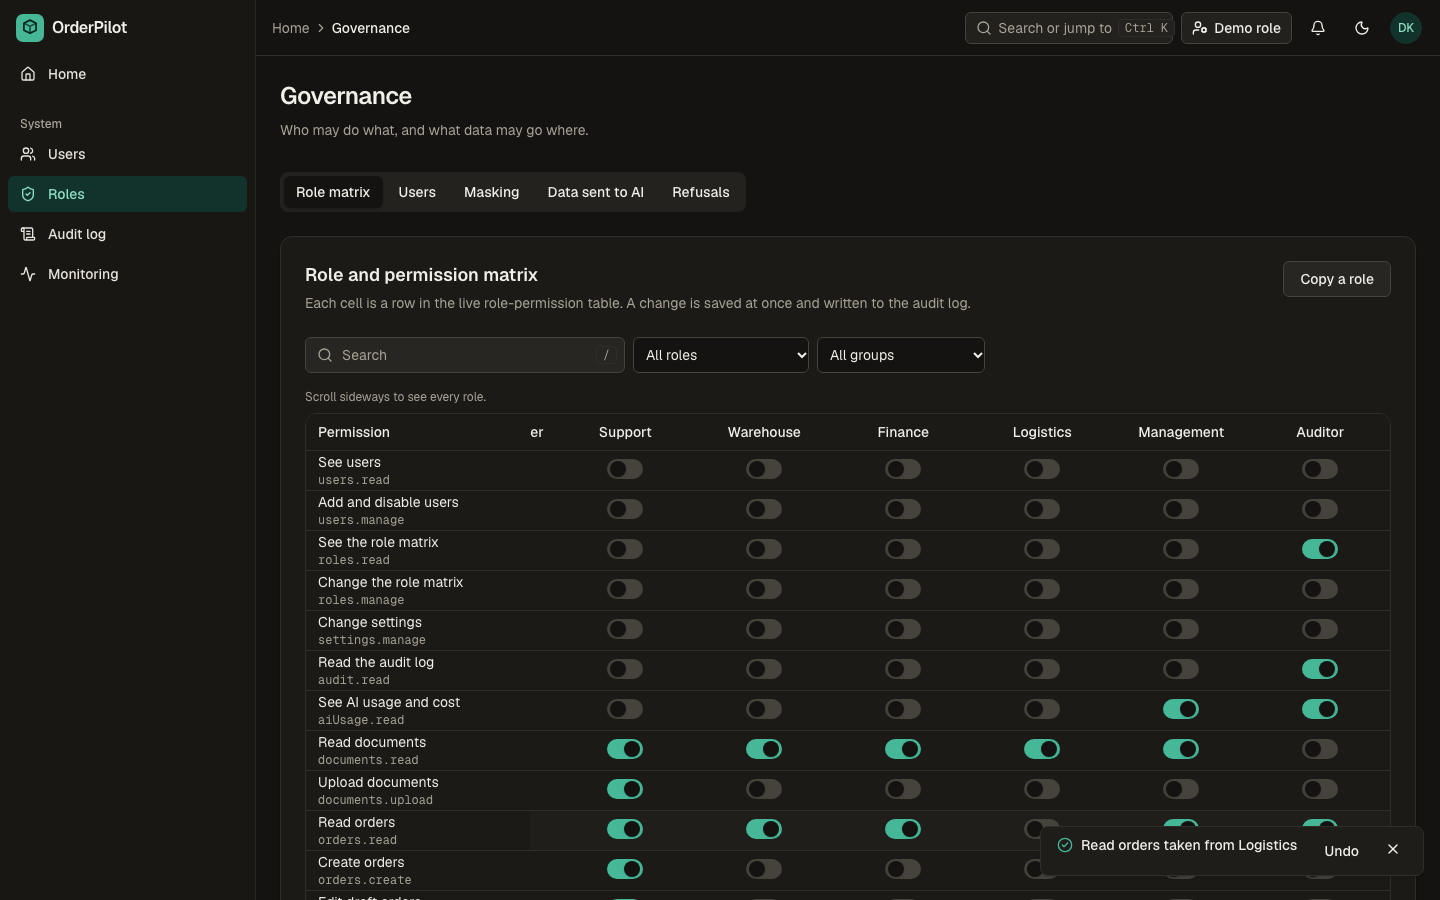 OrderPilot
Home
System
Users
Roles
Audit log
Monitoring
Home > Governance
Search or jump to Ctrl K
Demo role
DK
Governance
Who may do what, and what data may go where.
Role matrix Users Masking Data sent to AI Refusals
Role and permission matrix
Copy a role
Each cell is a row in the live role-permission table. A change is saved at once and written to the audit log.
Search /
All roles
All groups
Scroll sideways to see every role.
Permission er Support Warehouse Finance Logistics Management Auditor
See users
users.read
Add and disable users
users.manage
See the role matrix
roles.read
Change the role matrix
roles.manage
Change settings
settings.manage
Read the audit log
audit.read
See AI usage and cost
aiUsage.read
Read documents
documents.read
Upload documents
documents.upload
Read orders
orders.read
Create orders
orders.create
Read orders taken from Logistics
Undo